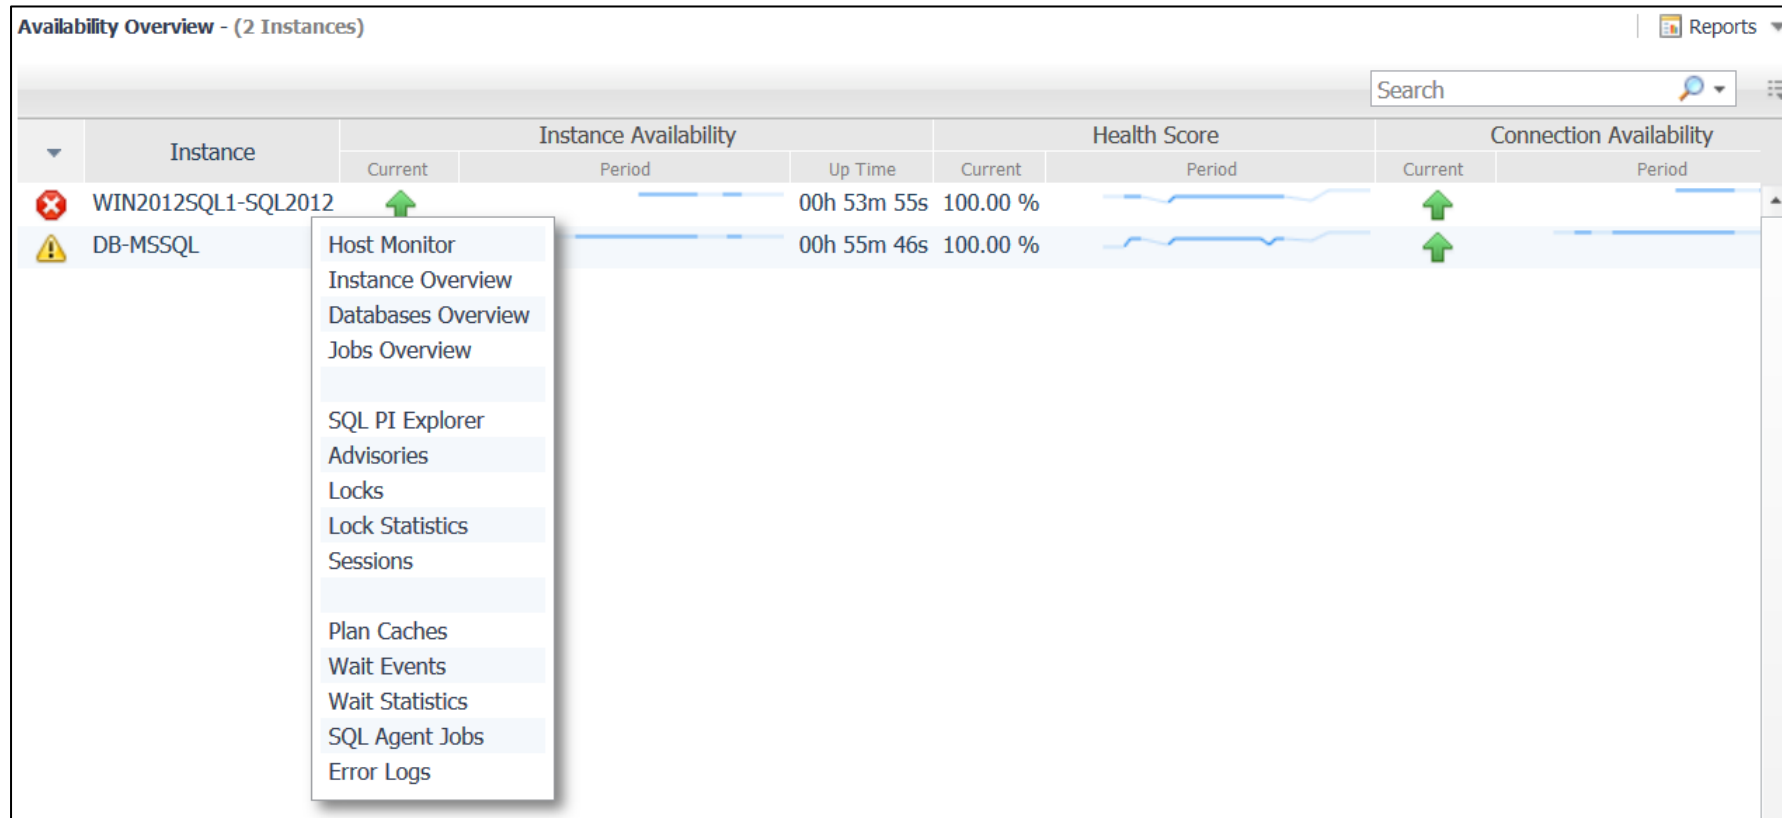 Availability Overview - (2 Instances)
Reports
Search
Instance
Instance Availability
Health Score
Connection Availability
Current
Period
Up Time
Current
Period
Current
Period
WIN2012SQL1-SQL2012
00h 53m 55s
100.00 %
DB-MSSQL
00h 55m 46s
100.00 %
Host Monitor
Instance Overview
Databases Overview
Jobs Overview
SQL PI Explorer
Advisories
Locks
Lock Statistics
Sessions
Plan Caches
Wait Events
Wait Statistics
SQL Agent Jobs
Error Logs